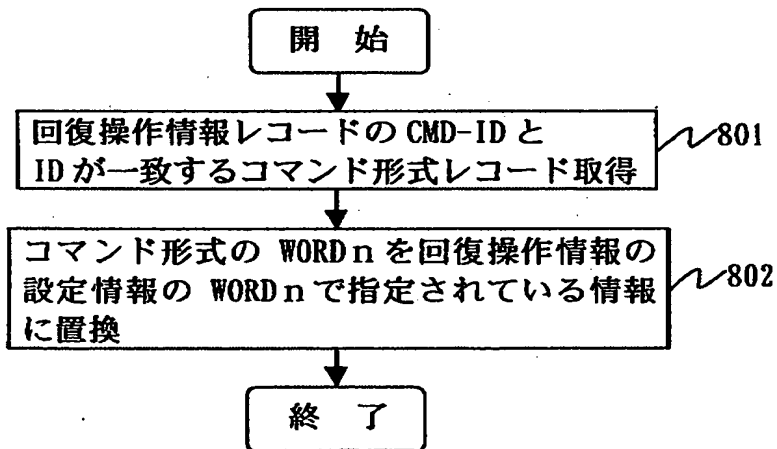 開 始
回復操作情報レコードの CMD-ID と
ID が一致するコマンド形式レコード取得
801
コマンド形式の WORDn を回復操作情報の
設定情報の WORDn で指定されている情報
に置換
802
終 了